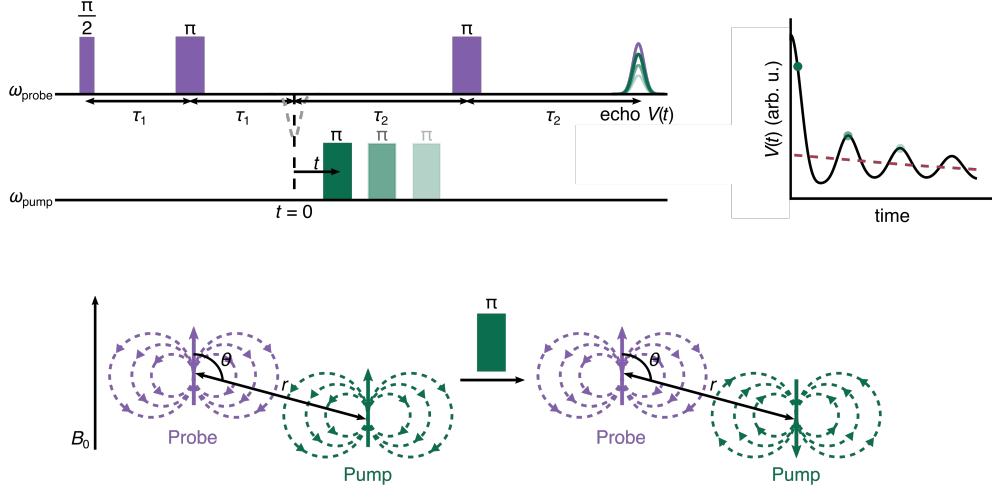 π/2
π
π
ω_probe
τ₁
τ₁
τ₂
τ₂
echo V(t)
π
π
π
t
ω_pump
t = 0
V(t) (arb. u.)
time
B₀
θ
r
Probe
Pump
π
θ
r
Probe
Pump